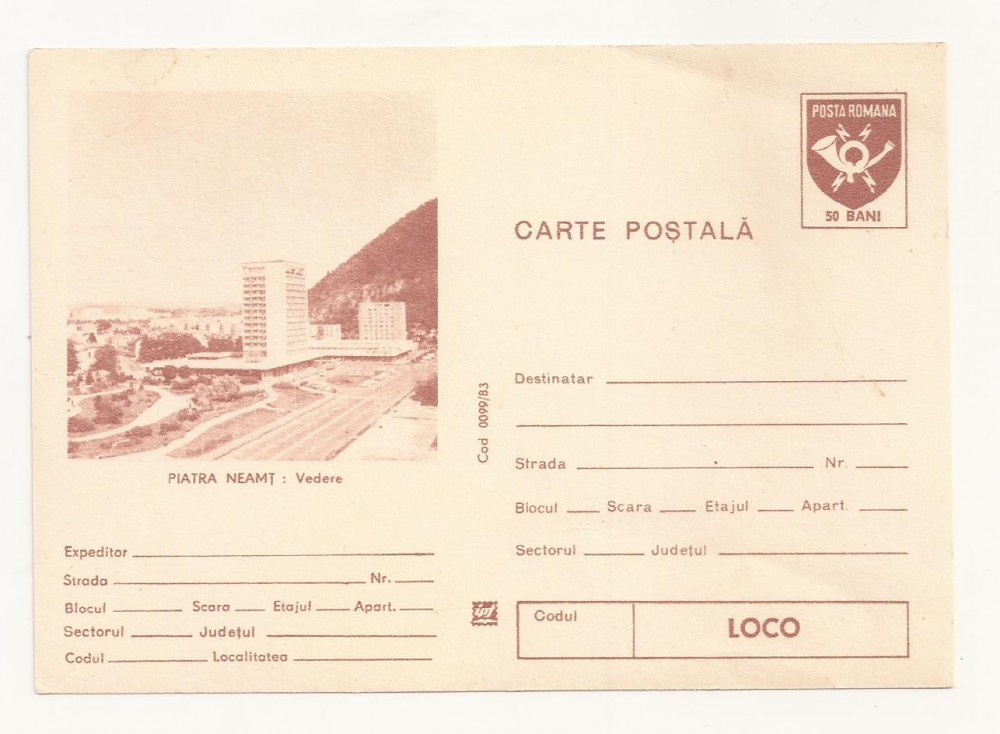 POSTA ROMANA
50 BANI
CARTE POȘTALĂ
PIATRA NEAMȚ : Vedere
Cod 0099/83
Destinatar
Strada Nr.
Blocul Scara Etajul Apart.
Sectorul Județul
Codul LOCO
Expeditor
Strada Nr.
Blocul Scara Etajul Apart.
Sectorul Județul
Codul Localitatea